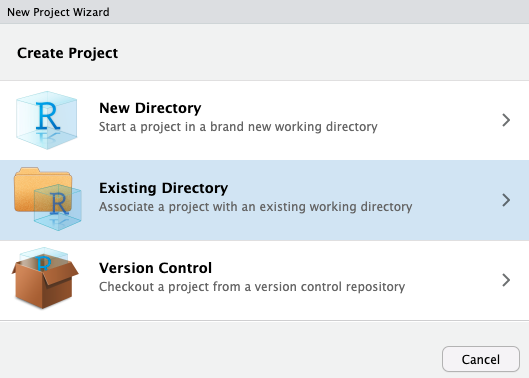 New Project Wizard
Create Project
R
New Directory
Start a project in a brand new working directory
R
Existing Directory
Associate a project with an existing working directory
R
Version Control
Checkout a project from a version control repository
Cancel